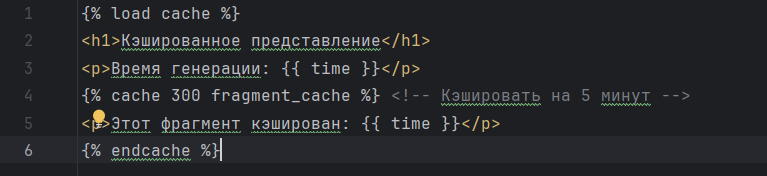 1 {% load cache %}
2 <h1>Кэшированное представление</h1>
3 <p>Время генерации: {{ time }}</p>
4 {% cache 300 fragment_cache %} <!-- Кэшировать на 5 минут -->
5 <p>Этот фрагмент кэширован: {{ time }}</p>
6 {% endcache %}